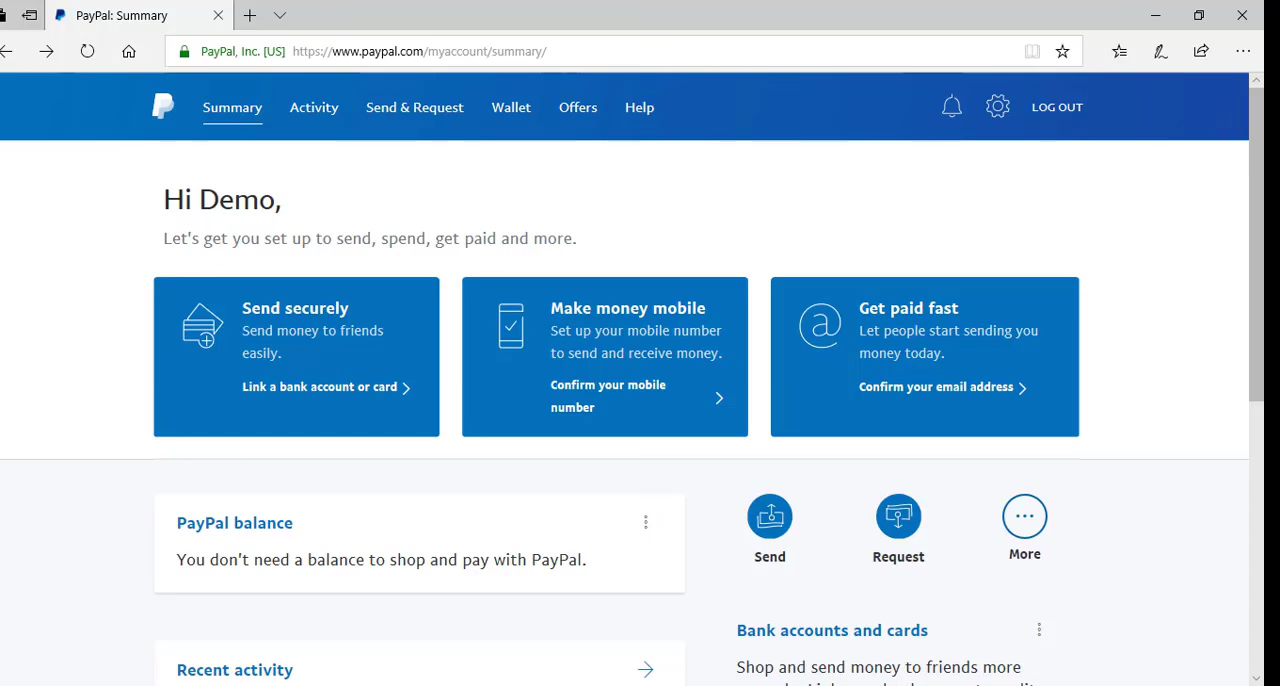 PayPal: Summary
PayPal, Inc. [US] https://www.paypal.com/myaccount/summary/
Summary Activity Send & Request Wallet Offers Help LOG OUT
Hi Demo,
Let's get you set up to send, spend, get paid and more.
Send securely
Send money to friends
easily.
Link a bank account or card
Make money mobile
Set up your mobile number
to send and receive money.
Confirm your mobile
number
Get paid fast
Let people start sending you
money today.
Confirm your email address
PayPal balance
You don't need a balance to shop and pay with PayPal.
Send
Request
More
Recent activity
Bank accounts and cards
Shop and send money to friends more